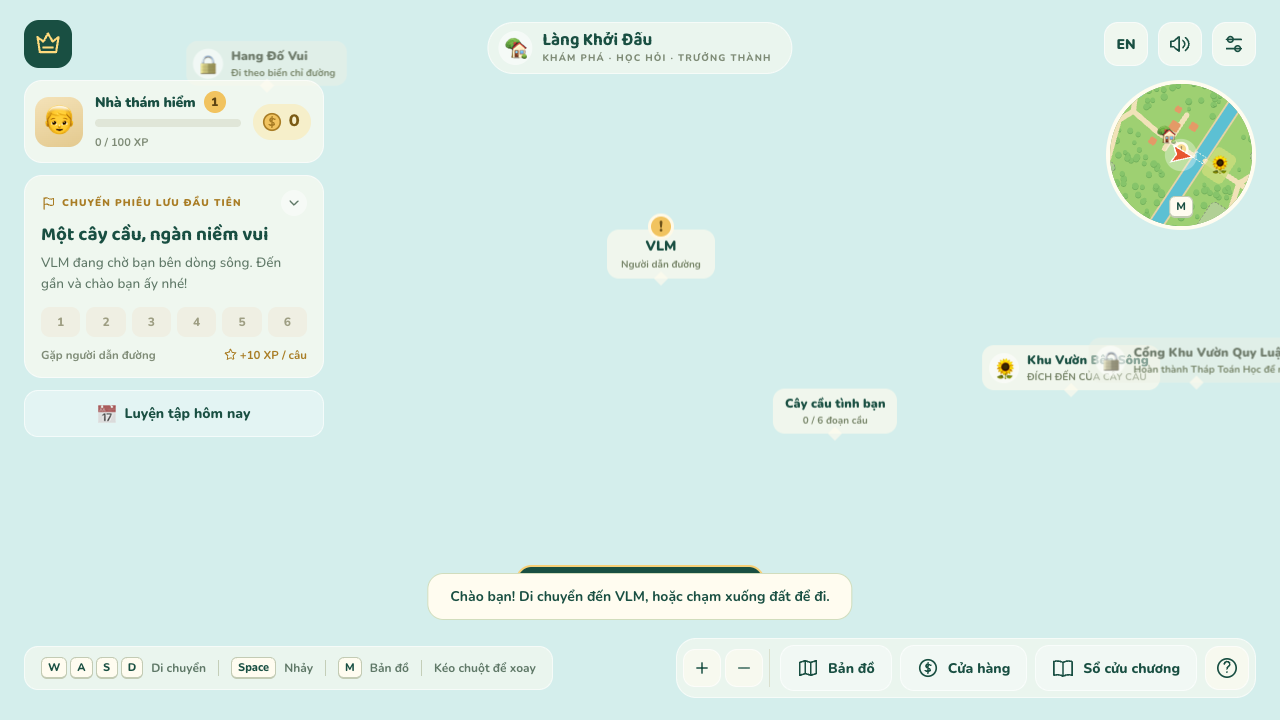 Hang Đố Vui
Đi theo biển chỉ đường
Làng Khởi Đầu
KHÁM PHÁ · HỌC HỎI · TRƯỞNG THÀNH
EN
Nhà thám hiểm 1
0
0 / 100 XP
CHUYẾN PHIÊU LƯU ĐẦU TIÊN
Một cây cầu, ngàn niềm vui
VLM đang chờ bạn bên dòng sông. Đến
gần và chào bạn ấy nhé!
1 2 3 4 5 6
Gặp người dẫn đường
+10 XP / câu
17
Luyện tập hôm nay
M
!
VLM
Người dẫn đường
Khu Vườn
ĐÍCH ĐẾN CỦA CÂY CẦU
Cổng Khu Vườn Quy Luậ
Hoàn thành Tháp Toán Học để
Cây cầu tình bạn
0 / 6 đoạn cầu
Chào bạn! Di chuyển đến VLM, hoặc chạm xuống đất để đi.
W A S D Di chuyển
Space Nhảy
M Bản đồ
Kéo chuột để xoay
+ −
Bản đồ
Cửa hàng
Sổ cửu chương
?